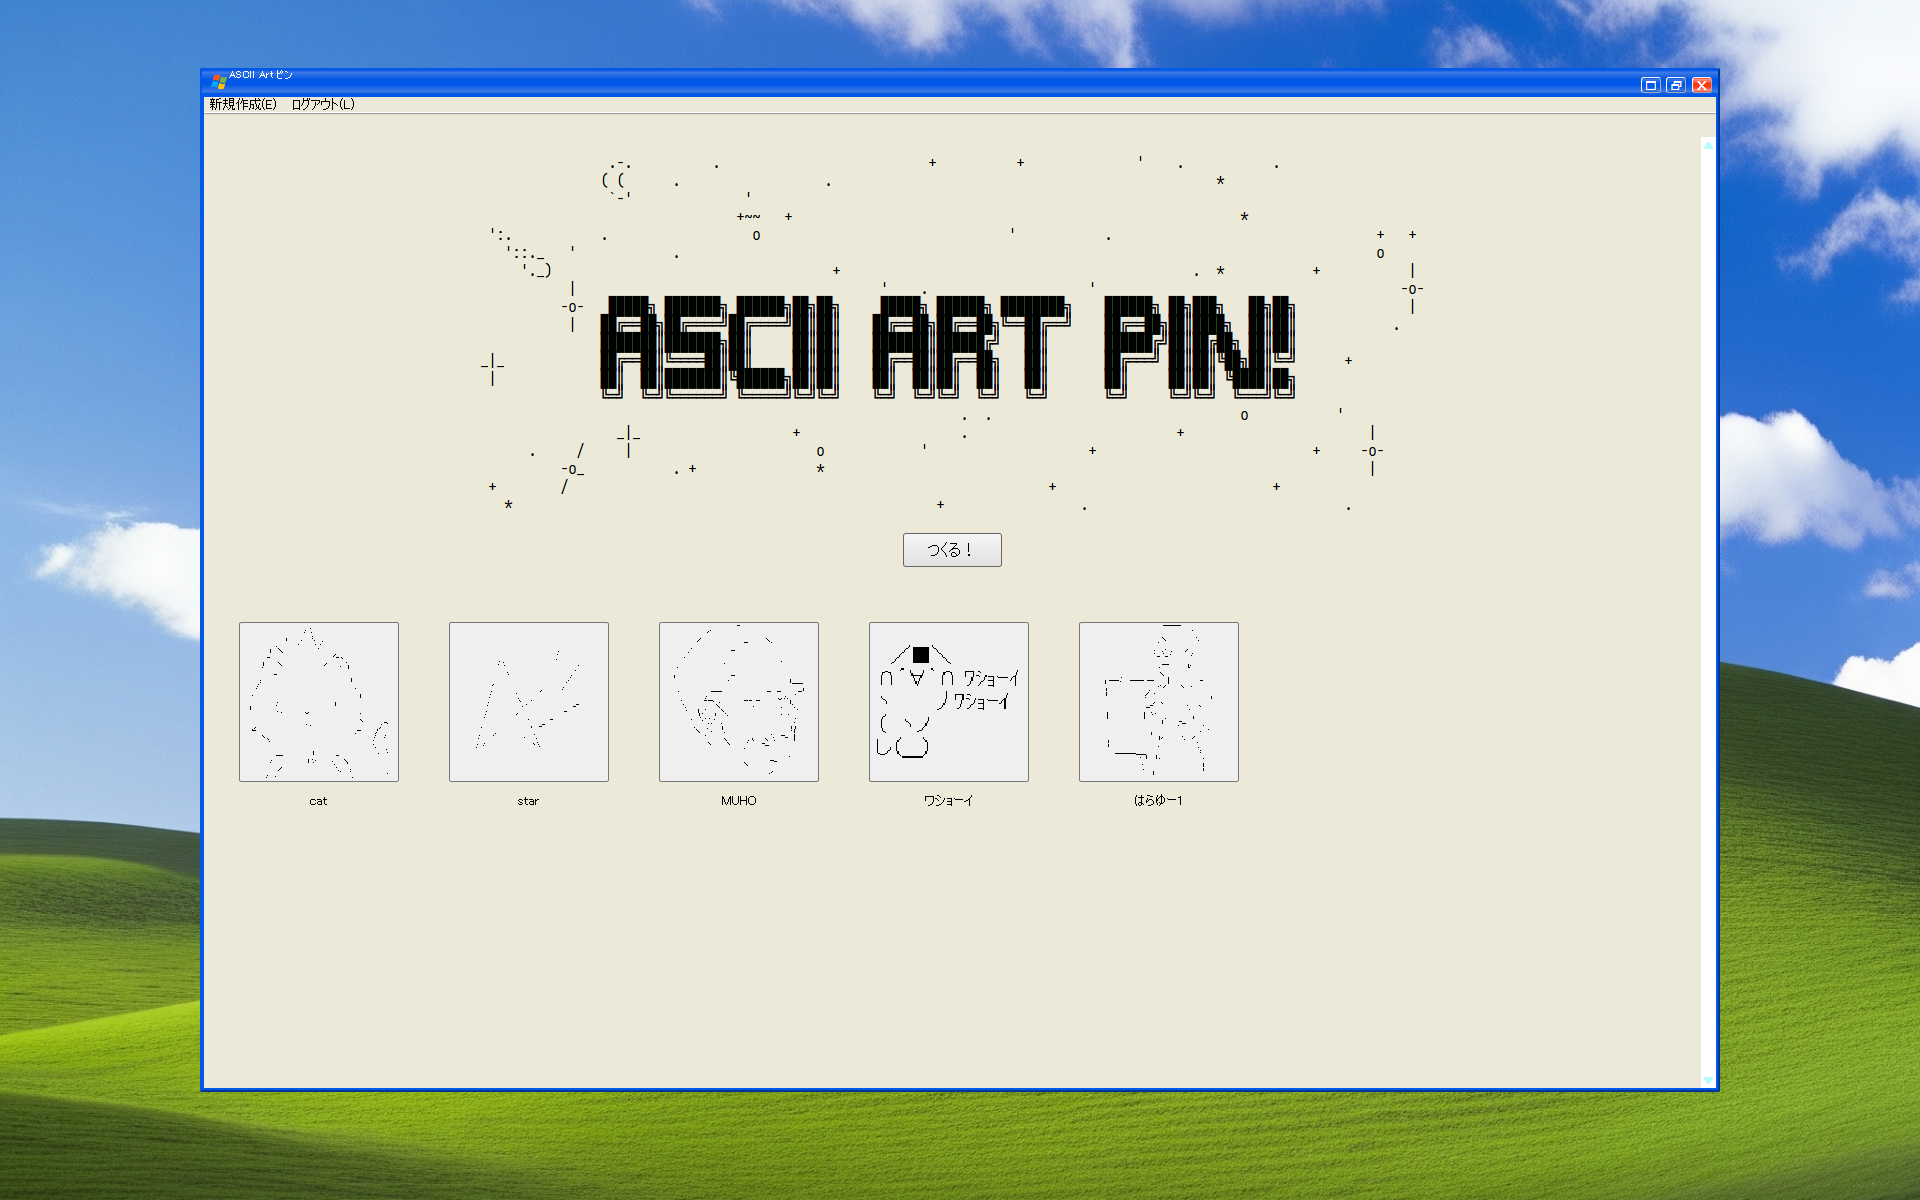 ASCII Art ピン
新規作成(E) ログアウト(L)
ASCII ART PIN!
つくる！
ワショーイ
ワショーイ
cat
star
MUHO
ワショーイ
はらゆー1